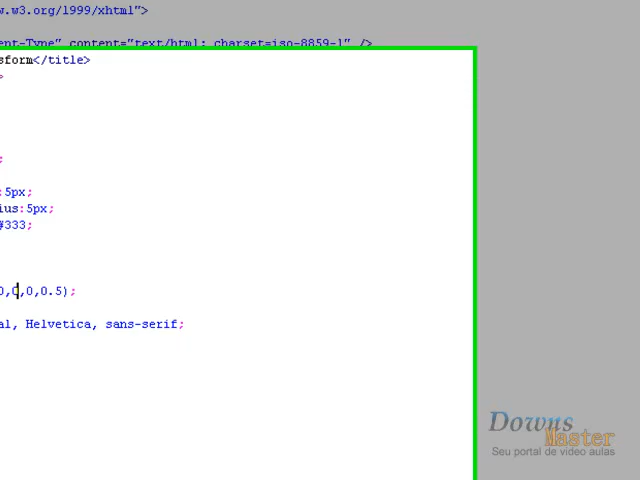 w.w3.org/1999/xhtml">
ent-Type" content="text/html; charset=iso-8859-1" />
sform</title>
>
;
:5px;
ius:5px;
#333;
0,0,0,0.5);
al, Helvetica, sans-serif;
Downs
Master
Seu portal de vídeo aulas